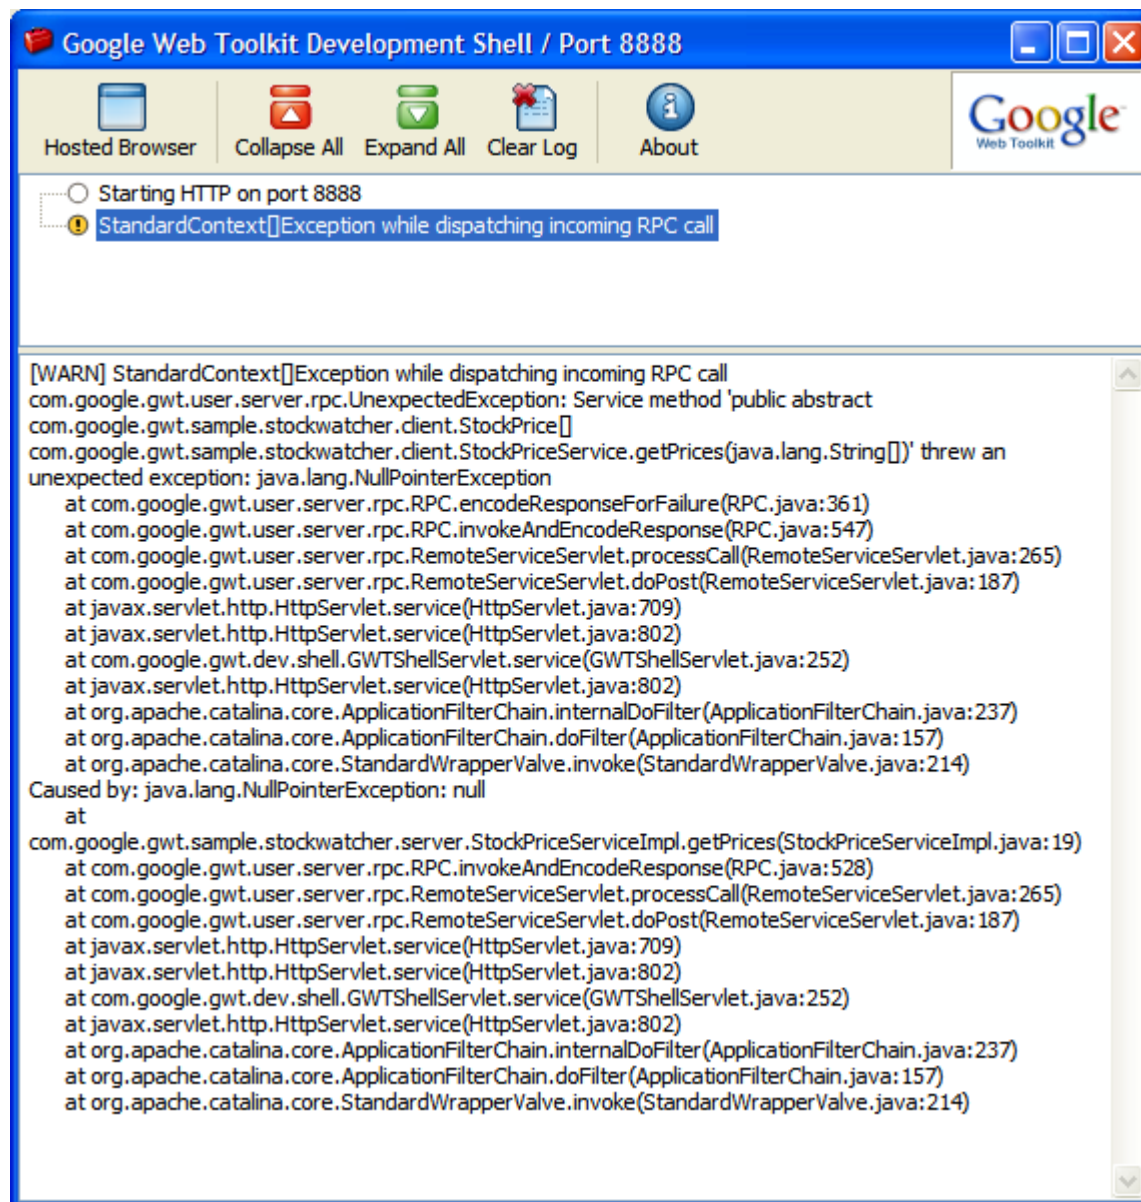 Google Web Toolkit Development Shell / Port 8888
Hosted Browser
Collapse All
Expand All
Clear Log
About
Google
Web Toolkit
Starting HTTP on port 8888
StandardContext[]Exception while dispatching incoming RPC call
[WARN] StandardContext[]Exception while dispatching incoming RPC call
com.google.gwt.user.server.rpc.UnexpectedException: Service method 'public abstract
com.google.gwt.sample.stockwatcher.client.StockPrice[]
com.google.gwt.sample.stockwatcher.client.StockPriceService.getPrices(java.lang.String[])' threw an
unexpected exception: java.lang.NullPointerException
at com.google.gwt.user.server.rpc.RPC.encodeResponseForFailure(RPC.java:361)
at com.google.gwt.user.server.rpc.RPC.invokeAndEncodeResponse(RPC.java:547)
at com.google.gwt.user.server.rpc.RemoteServiceServlet.processCall(RemoteServiceServlet.java:265)
at com.google.gwt.user.server.rpc.RemoteServiceServlet.doPost(RemoteServiceServlet.java:187)
at javax.servlet.http.HttpServlet.service(HttpServlet.java:709)
at javax.servlet.http.HttpServlet.service(HttpServlet.java:802)
at com.google.gwt.dev.shell.GWTShellServlet.service(GWTShellServlet.java:252)
at javax.servlet.http.HttpServlet.service(HttpServlet.java:802)
at org.apache.catalina.core.ApplicationFilterChain.internalDoFilter(ApplicationFilterChain.java:237)
at org.apache.catalina.core.ApplicationFilterChain.doFilter(ApplicationFilterChain.java:157)
at org.apache.catalina.core.StandardWrapperValve.invoke(StandardWrapperValve.java:214)
Caused by: java.lang.NullPointerException: null
at
com.google.gwt.sample.stockwatcher.server.StockPriceServiceImpl.getPrices(StockPriceServiceImpl.java:19)
at com.google.gwt.user.server.rpc.RPC.invokeAndEncodeResponse(RPC.java:528)
at com.google.gwt.user.server.rpc.RemoteServiceServlet.processCall(RemoteServiceServlet.java:265)
at com.google.gwt.user.server.rpc.RemoteServiceServlet.doPost(RemoteServiceServlet.java:187)
at javax.servlet.http.HttpServlet.service(HttpServlet.java:709)
at javax.servlet.http.HttpServlet.service(HttpServlet.java:802)
at com.google.gwt.dev.shell.GWTShellServlet.service(GWTShellServlet.java:252)
at javax.servlet.http.HttpServlet.service(HttpServlet.java:802)
at org.apache.catalina.core.ApplicationFilterChain.internalDoFilter(ApplicationFilterChain.java:237)
at org.apache.catalina.core.ApplicationFilterChain.doFilter(ApplicationFilterChain.java:157)
at org.apache.catalina.core.StandardWrapperValve.invoke(StandardWrapperValve.java:214)